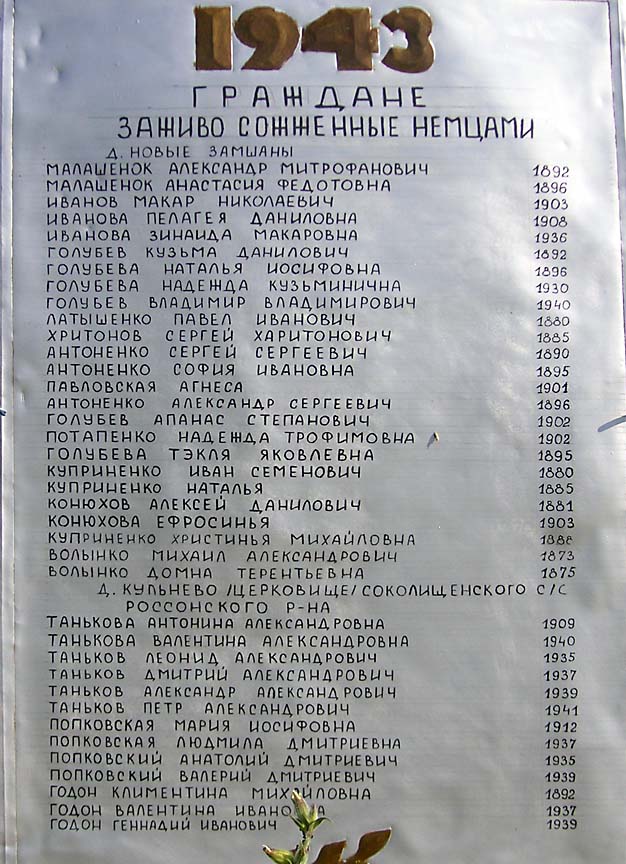 1943
ГРАЖДАНЕ
ЗАЖИВО СОЖЖЕННЫЕ НЕМЦАМИ
Д. НОВЫЕ ЗАМШАНЫ
МАЛАШЕНОК АЛЕКСАНДР МИТРОФАНОВИЧ 1892
МАЛАШЕНОК АНАСТАСИЯ ФЕДОТОВНА 1896
ИВАНОВ МАКАР НИКОЛАЕВИЧ 1903
ИВАНОВА ПЕЛАГЕЯ ДАНИЛОВНА 1908
ИВАНОВА ЗИНАИДА МАКАРОВНА 1936
ГОЛУБЕВ КУЗЬМА ДАНИЛОВИЧ 1892
ГОЛУБЕВА НАТАЛЬЯ ИОСИФОВНА 1896
ГОЛУБЕВА НАДЕЖДА КУЗЬМИНИЧНА 1930
ГОЛУБЕВ ВЛАДИМИР ВЛАДИМИРОВИЧ 1940
ЛАТЫШЕНКО ПАВЕЛ ИВАНОВИЧ 1880
ХРИТОНОВ СЕРГЕЙ ХАРИТОНОВИЧ 1885
АНТОНЕНКО СЕРГЕЙ СЕРГЕЕВИЧ 1890
АНТОНЕНКО СОФИЯ ИВАНОВНА 1895
ПАВЛОВСКАЯ АГНЕСА 1901
АНТОНЕНКО АЛЕКСАНДР СЕРГЕЕВИЧ 1896
ГОЛУБЕВ АПАНАС СТЕПАНОВИЧ 1902
ПОТАПЕНКО НАДЕЖДА ТРОФИМОВНА 1902
ГОЛУБЕВА ТЭКЛЯ ЯКОВЛЕВНА 1895
КУПРИНЕНКО ИВАН СЕМЕНОВИЧ 1880
КУПРИНЕНКО НАТАЛЬЯ 1885
КОНЮХОВ АЛЕКСЕЙ ДАНИЛОВИЧ 1881
КОНЮХОВА ЕФРОСИНЬЯ 1903
КУПРИНЕНКО ХРИСТИНЬЯ МИХАЙЛОВНА 1888
ВОЛЫНКО МИХАИЛ АЛЕКСАНДРОВИЧ 1873
ВОЛЫНКО ДОМНА ТЕРЕНТЬЕВНА 1875
Д. КУЛЬНЕВО /ЦЕРКОВИЩЕ/ СОКОЛИЩЕНСКОГО С/С
РОССОНСКОГО Р-НА
ТАНЬКОВА АНТОНИНА АЛЕКСАНДРОВНА 1909
ТАНЬКОВА ВАЛЕНТИНА АЛЕКСАНДРОВНА 1940
ТАНЬКОВ ЛЕОНИД АЛЕКСАНДРОВИЧ 1935
ТАНЬКОВ ДМИТРИЙ АЛЕКСАНДРОВИЧ 1937
ТАНЬКОВ АЛЕКСАНДР АЛЕКСАНДРОВИЧ 1939
ТАНЬКОВ ПЕТР АЛЕКСАНДРОВИЧ 1941
ПОПКОВСКАЯ МАРИЯ ИОСИФОВНА 1912
ПОПКОВСКАЯ ЛЮДМИЛА ДМИТРИЕВНА 1937
ПОПКОВСКИЙ АНАТОЛИЙ ДМИТРИЕВИЧ 1935
ПОПКОВСКИЙ ВАЛЕРИЙ ДМИТРИЕВИЧ 1939
ГОДОН КЛИМЕНТИНА МИХАЙЛОВНА 1892
ГОДОН ВАЛЕНТИНА ИВАНОВНА 1937
ГОДОН ГЕННАДИЙ ИВАНОВИЧ 1939